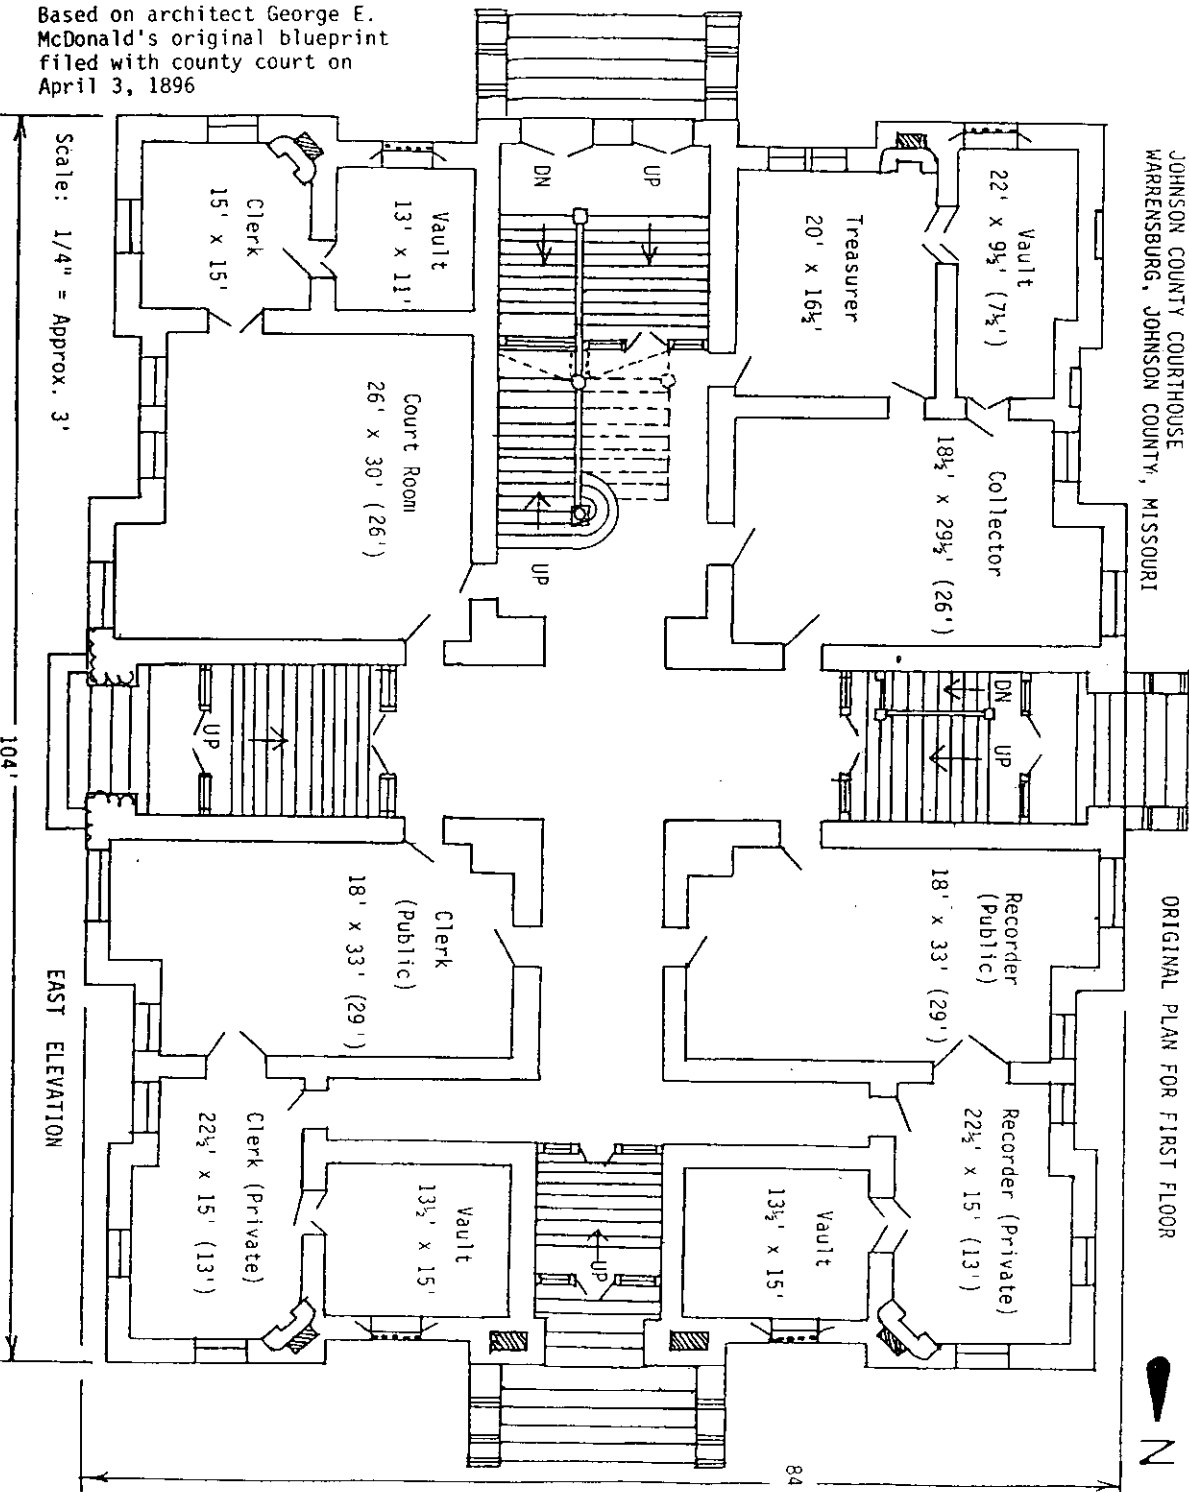 Based on architect George E.
McDonald's original blueprint
filed with county court on
April 3, 1896
JOHNSON COUNTY COURTHOUSE
WARRENSBURG, JOHNSON COUNTY, MISSOURI
ORIGINAL PLAN FOR FIRST FLOOR
N
Vault
22' x 9½' (7½')
Treasurer
20' x 16½'
Collector
18½' x 29½' (26')
DN
UP
Recorder
(Public)
18' x 33' (29')
Recorder (Private)
22½' x 15' (13')
Vault
13½' x 15'
UP
DN
UP
UP
Vault
13' x 11'
Clerk
15' x 15'
Court Room
26' x 30' (26')
UP
Clerk
(Public)
18' x 33' (29')
Clerk (Private)
22½' x 15' (13')
Vault
13½' x 15'
Scale: 1/4" = Approx. 3'
104'
EAST ELEVATION
84